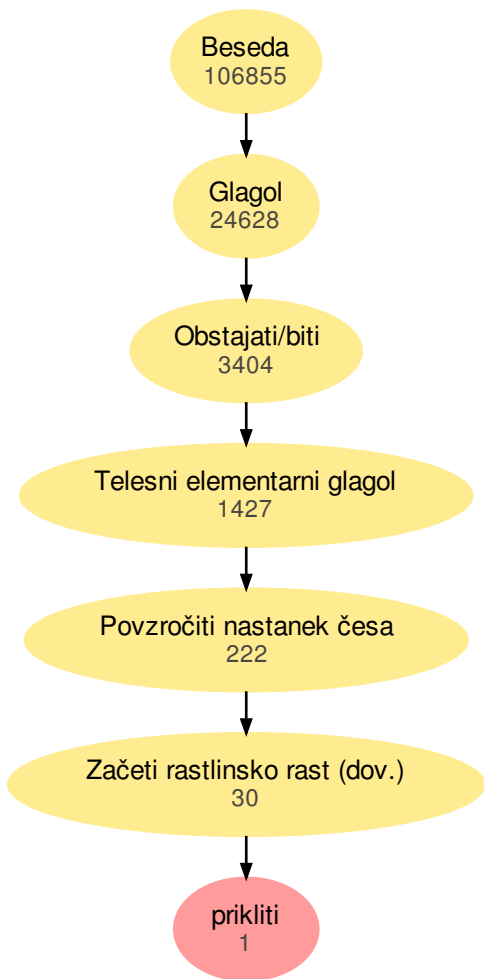 Beseda
106855
Glagol
24628
Obstajati/biti
3404
Telesni elementarni glagol
1427
Povzročiti nastanek česa
222
Začeti rastlinsko rast (dov.)
30
prikliti
1